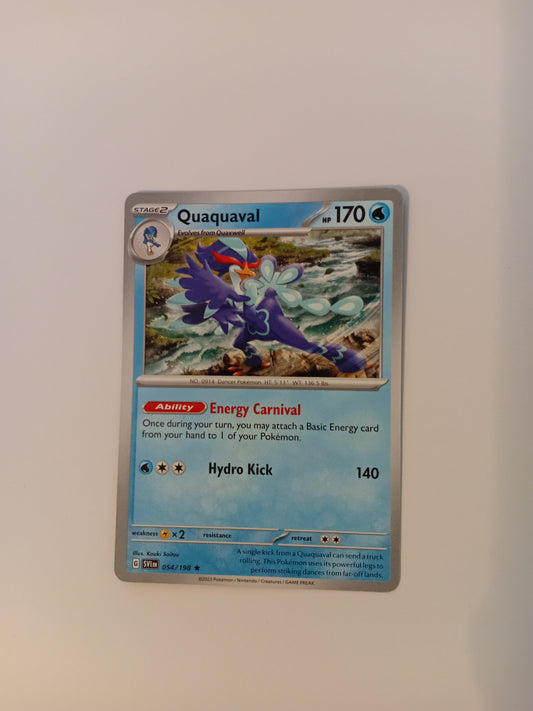 STAGE2 Quaquaval HP 170
Evolves from Quaxwell
NO. 0914 Dancer Pokémon HT: 5'11" WT: 136.5 lbs.
Ability Energy Carnival
Once during your turn, you may attach a Basic Energy card
from your hand to 1 of your Pokémon.
Hydro Kick 140
weakness ×2 resistance retreat
Illus. Kouki Saitou
G SVI EN 054/198 ★
A single kick from a Quaquaval can send a truck
rolling. This Pokémon uses its powerful legs to
perform striking dances from far-off lands.
©2023 Pokémon / Nintendo / Creatures / GAME FREAK